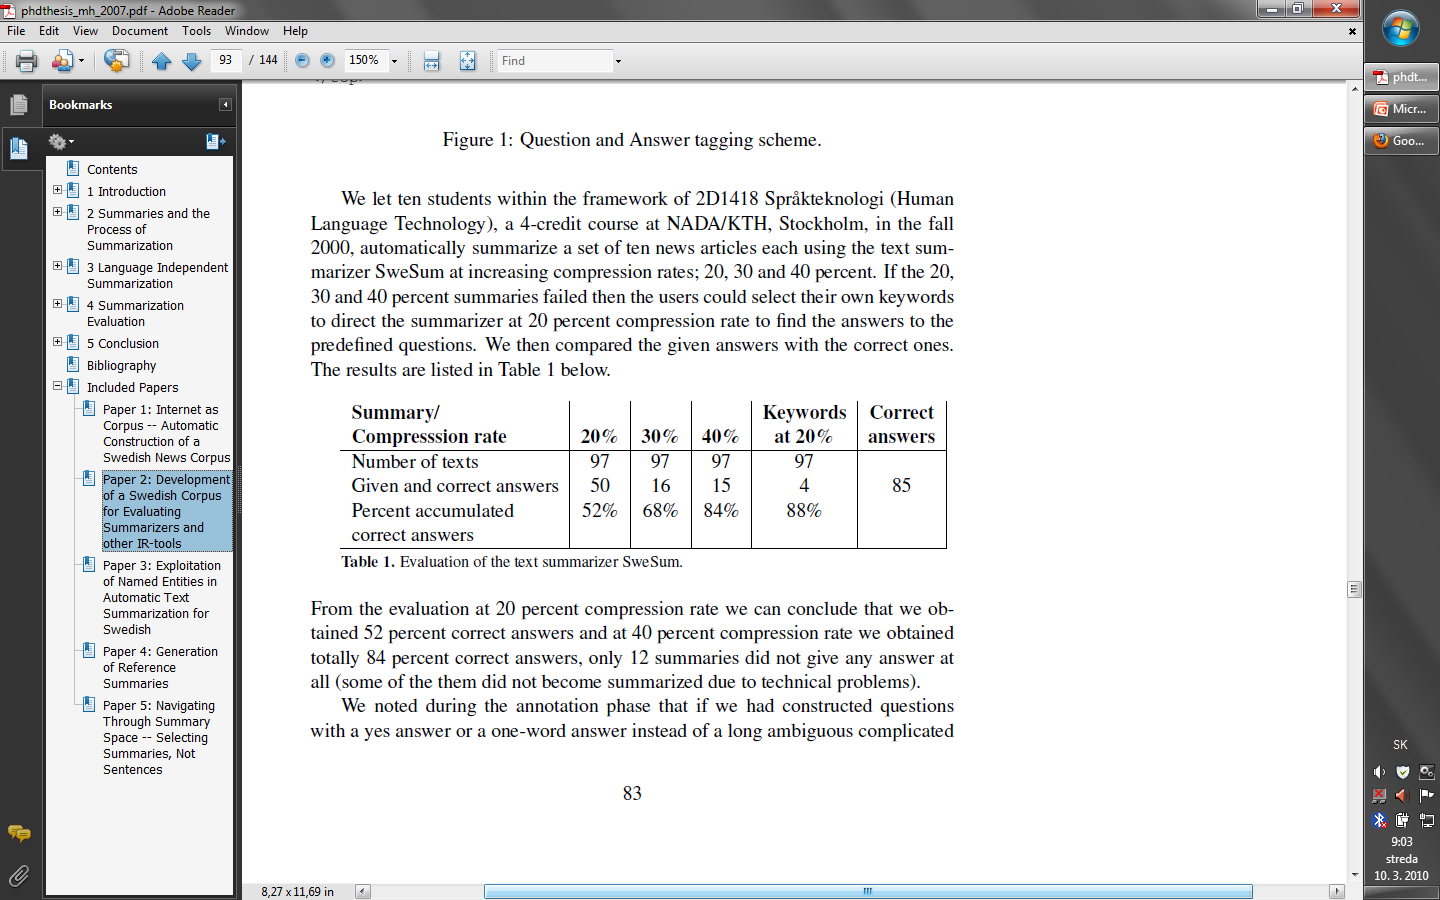 phdthesis_mh_2007.pdf - Adobe Reader
File Edit View Document Tools Window Help
93 / 144 150% Find
Bookmarks
Contents
1 Introduction
2 Summaries and the
Process of
Summarization
3 Language Independent
Summarization
4 Summarization
Evaluation
5 Conclusion
Bibliography
Included Papers
Paper 1: Internet as
Corpus -- Automatic
Construction of a
Swedish News Corpus
Paper 2: Development
of a Swedish Corpus
for Evaluating
Summarizers and
other IR-tools
Paper 3: Exploitation
of Named Entities in
Automatic Text
Summarization for
Swedish
Paper 4: Generation
of Reference
Summaries
Paper 5: Navigating
Through Summary
Space -- Selecting
Summaries, Not
Sentences
Figure 1: Question and Answer tagging scheme.
We let ten students within the framework of 2D1418 Språkteknologi (Human
Language Technology), a 4-credit course at NADA/KTH, Stockholm, in the fall
2000, automatically summarize a set of ten news articles each using the text sum-
marizer SweSum at increasing compression rates; 20, 30 and 40 percent. If the 20,
30 and 40 percent summaries failed then the users could select their own keywords
to direct the summarizer at 20 percent compression rate to find the answers to the
predefined questions. We then compared the given answers with the correct ones.
The results are listed in Table 1 below.
Summary/ Keywords Correct
Compresssion rate 20% 30% 40% at 20% answers
Number of texts 97 97 97 97
Given and correct answers 50 16 15 4 85
Percent accumulated 52% 68% 84% 88%
correct answers
Table 1. Evaluation of the text summarizer SweSum.
From the evaluation at 20 percent compression rate we can conclude that we ob-
tained 52 percent correct answers and at 40 percent compression rate we obtained
totally 84 percent correct answers, only 12 summaries did not give any answer at
all (some of the them did not become summarized due to technical problems).
We noted during the annotation phase that if we had constructed questions
with a yes answer or a one-word answer instead of a long ambiguous complicated
83
8,27 x 11,69 in
phdt...
Micr...
Goo...
SK
9:03
streda
10. 3. 2010